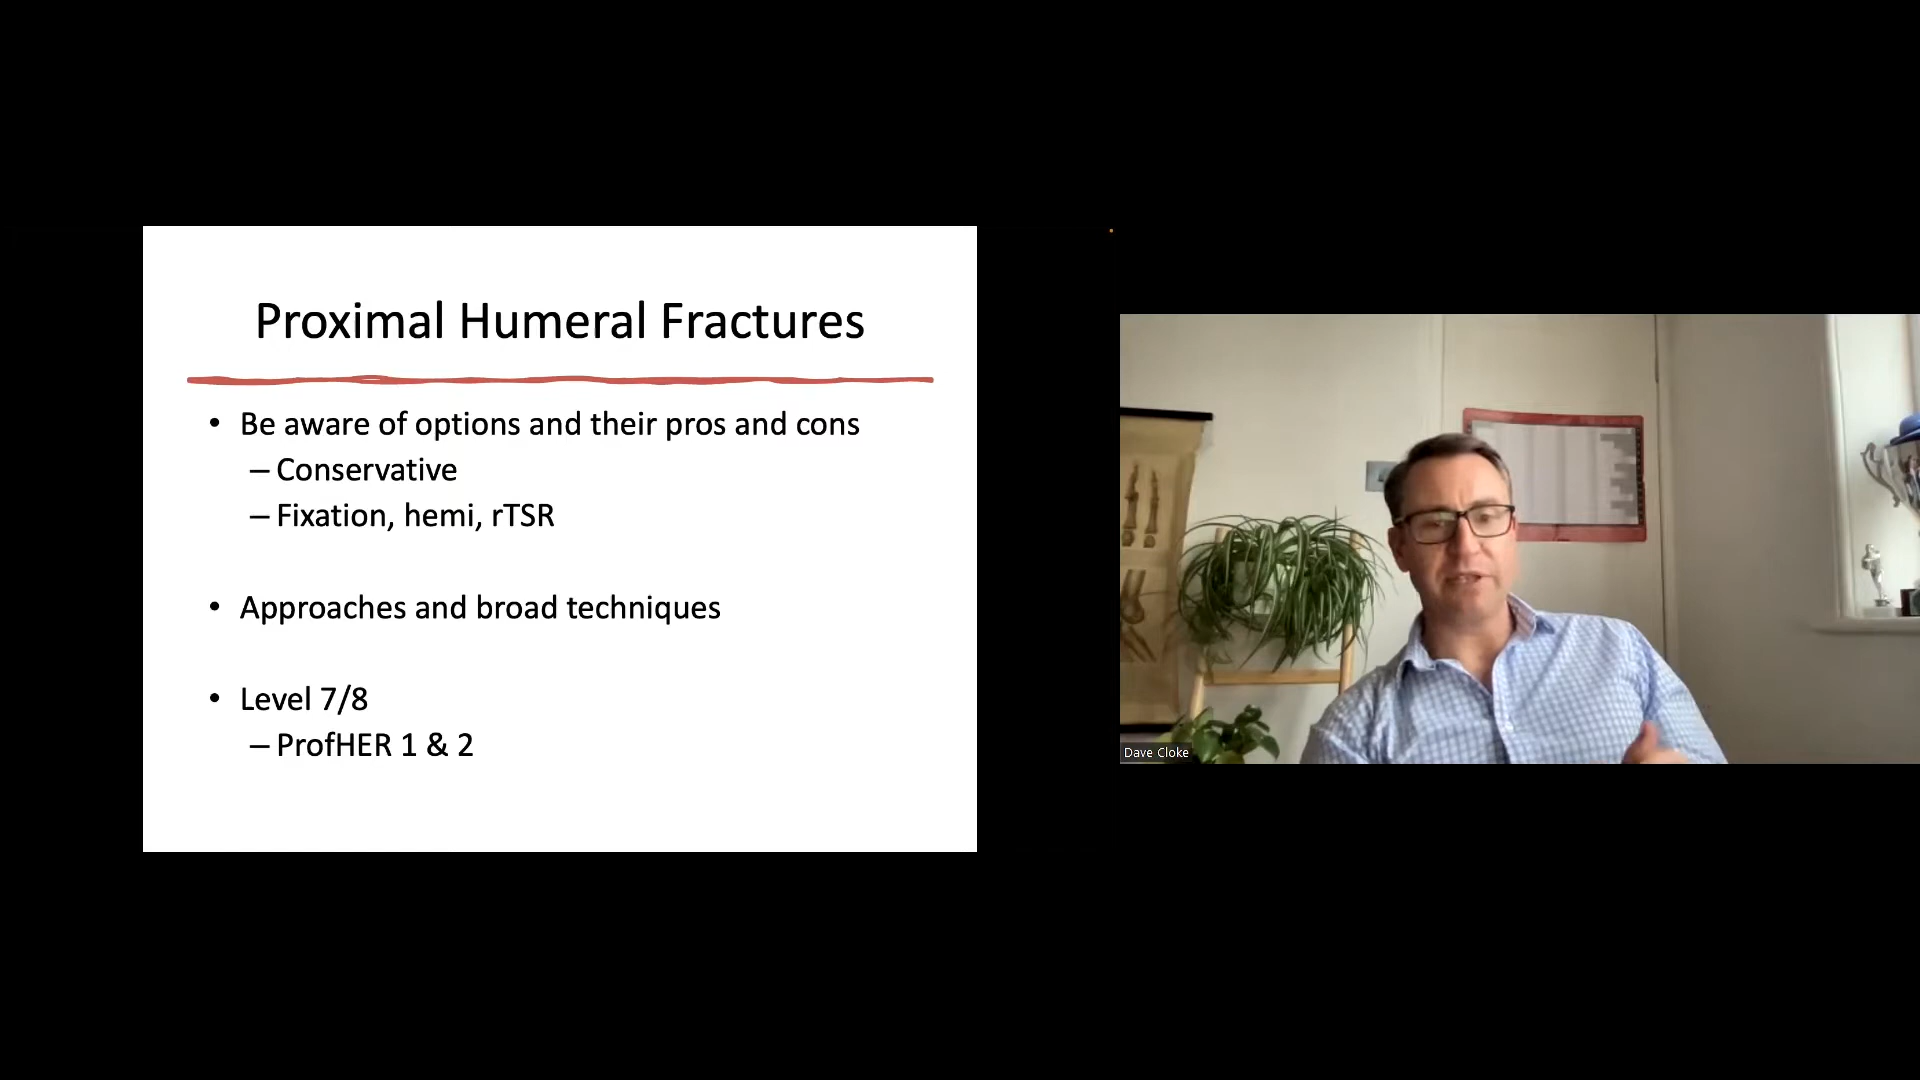 Proximal Humeral Fractures
• Be aware of options and their pros and cons
– Conservative
– Fixation, hemi, rTSR
• Approaches and broad techniques
• Level 7/8
– ProfHER 1 & 2
Dave Cloke